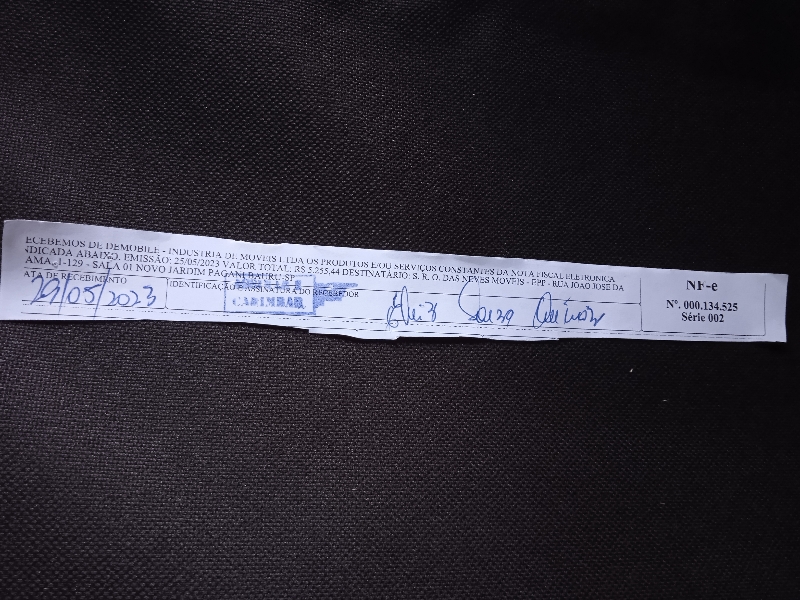 ECEBEMOS DE DEMOBILE - INDUSTRIA DE MOVEIS LTDA OS PRODUTOS E/OU SERVIÇOS CONSTANTES DA NOTA FISCAL ELETRONICA
NDICADA ABAIXO. EMISSÃO: 25/05/2023 VALOR TOTAL: R$ 5.255,44 DESTINATÁRIO: S. R. O. DAS NEVES MOVEIS - EPP - RUA JOAO JOSE DA
AMA, 1-129 - SALA 01 NOVO JARDIM PAGANI BAURU-SP
ATA DE RECEBIMENTO
IDENTIFICAÇÃO E ASSINATURA DO RECEBEDOR
29/05/2023
CARIMBAR
Souza
NF-e
Nº. 000.134.525
Série 002